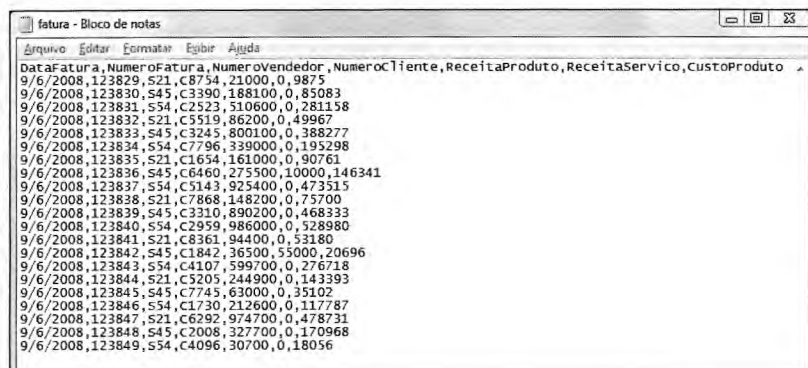 fatura - Bloco de notas
Arquivo Editar Formatar Exibir Ajuda
DataFatura,NumeroFatura,NumeroVendedor,NumeroCliente,ReceitaProduto,ReceitaServico,CustoProduto
9/6/2008,123829,S21,C8754,21000,0,9875
9/6/2008,123830,S45,C3390,188100,0,85083
9/6/2008,123831,S54,C2523,510600,0,281158
9/6/2008,123832,S21,C5519,86200,0,49967
9/6/2008,123833,S45,C3245,800100,0,388277
9/6/2008,123834,S54,C7796,339000,0,195298
9/6/2008,123835,S21,C1654,161000,0,90761
9/6/2008,123836,S45,C6460,275500,10000,146341
9/6/2008,123837,S54,C5143,925400,0,473515
9/6/2008,123838,S21,C7868,148200,0,75700
9/6/2008,123839,S45,C3310,890200,0,468333
9/6/2008,123840,S54,C2959,986000,0,528980
9/6/2008,123841,S21,C8361,94400,0,53180
9/6/2008,123842,S45,C1842,36500,55000,20696
9/6/2008,123843,S54,C4107,599700,0,276718
9/6/2008,123844,S21,C5205,244900,0,143393
9/6/2008,123845,S45,C7745,63000,0,35102
9/6/2008,123846,S54,C1730,212600,0,117787
9/6/2008,123847,S21,C6292,974700,0,478731
9/6/2008,123848,S45,C2008,327700,0,170968
9/6/2008,123849,S54,C4096,30700,0,18056